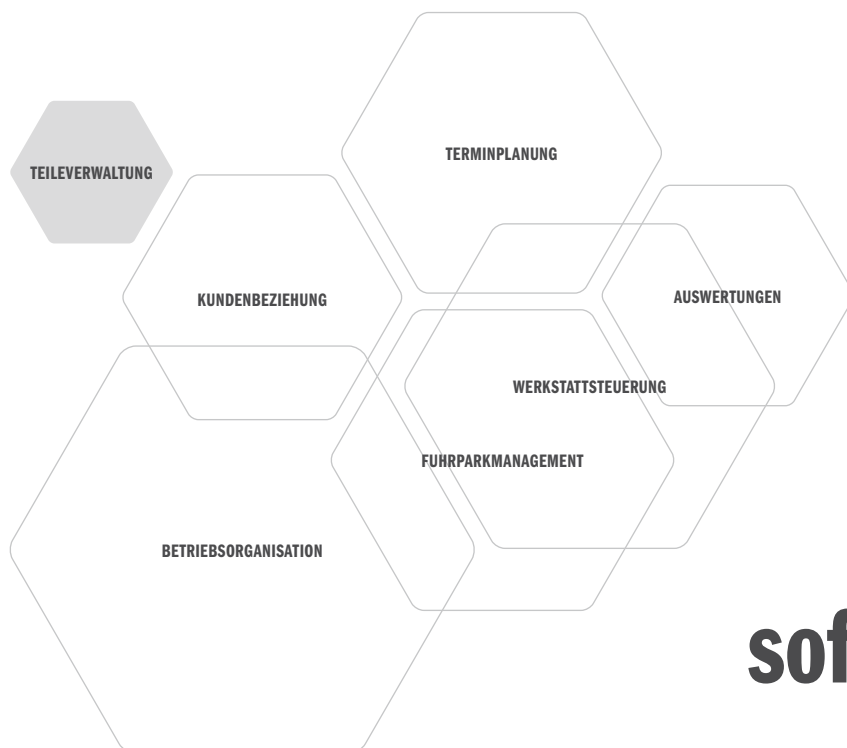 TERMINPLANUNG
TEILEVERWALTUNG
KUNDENBEZIEHUNG
AUSWERTUNGEN
WERKSTATTSTEUERUNG
FUHRPARKMANAGEMENT
BETRIEBSORGANISATION
sof